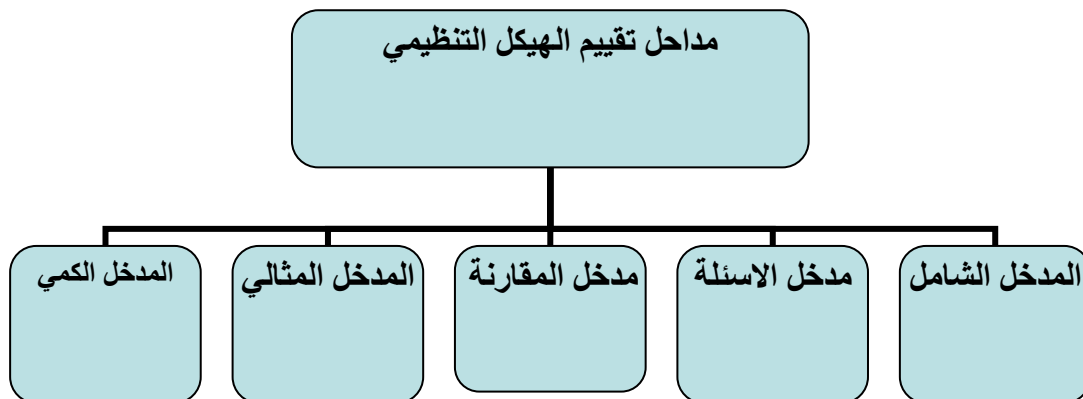 مداحل تقييم الهيكل التنظيمي
المدخل الشامل
مدخل الاسئلة
مدخل المقارنة
المدخل المثالي
المدخل الكمي